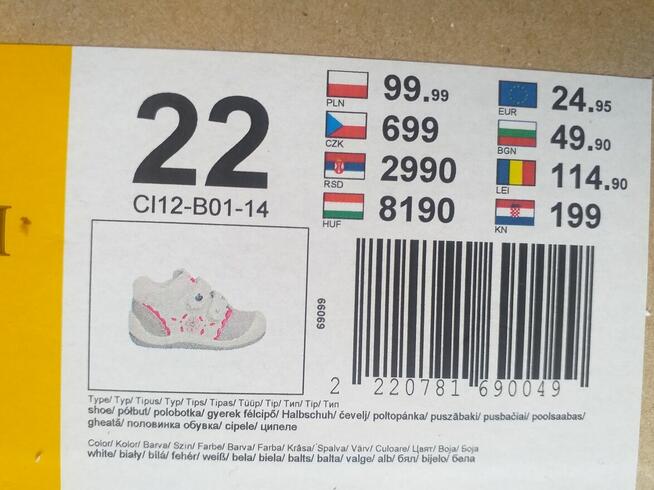 22
CI12-B01-14
PLN 99.99
CZK 699
RSD 2990
HUF 8190
EUR 24.95
BGN 49.90
LEI 114.90
KN 199
69099
2 220781 690049
Type/ Typ/ Tipus/ Typ/ Tips/ Tipas/ Tüüp/ Tip/ Тип/ Tip/ Тип
shoe/ półbut/ polobotka/ gyerek félcipő/ Halbschuh/ čevelj/ poltopánka/ puszābaki/ pusbačiai/ poolsaabas/
gheată/ половинка обувка/ cipele/ ципеле
Color/ Kolor/ Barva/ Szín/ Farbe/ Barva/ Farba/ Krāsa/ Spalva/ Värv/ Culoare/ Цвят/ Boja/ Боја
white/ biały/ bílá/ fehér/ weiß/ bela/ biela/ balts/ balta/ valge/ alb/ бял/ bijelo/ бела